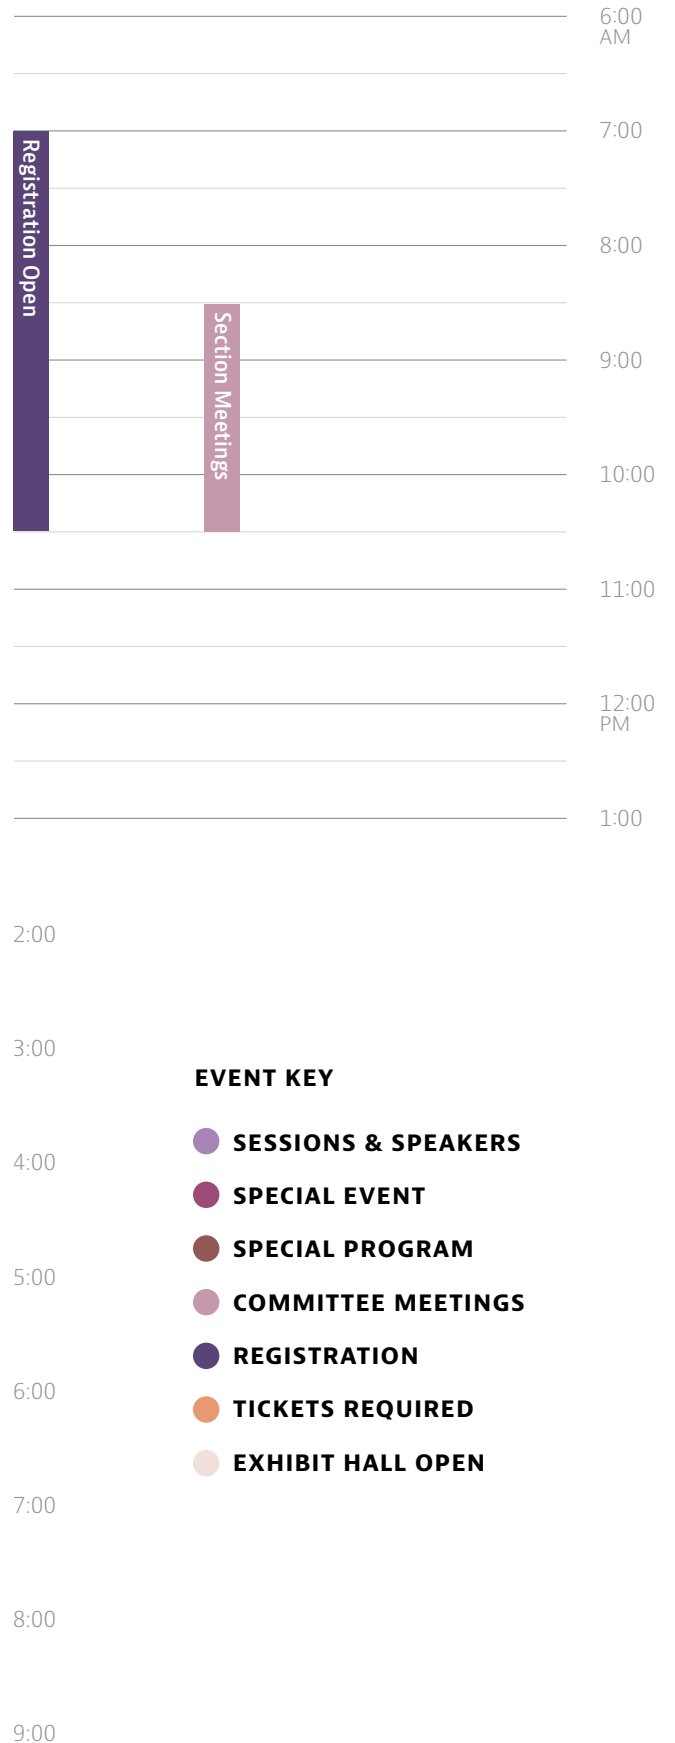 6:00
AM
7:00
Registration Open
8:00
Section Meetings
9:00
10:00
11:00
12:00
PM
1:00
2:00
3:00
EVENT KEY
SESSIONS & SPEAKERS
4:00
SPECIAL EVENT
SPECIAL PROGRAM
5:00
COMMITTEE MEETINGS
REGISTRATION
6:00
TICKETS REQUIRED
EXHIBIT HALL OPEN
7:00
8:00
9:00